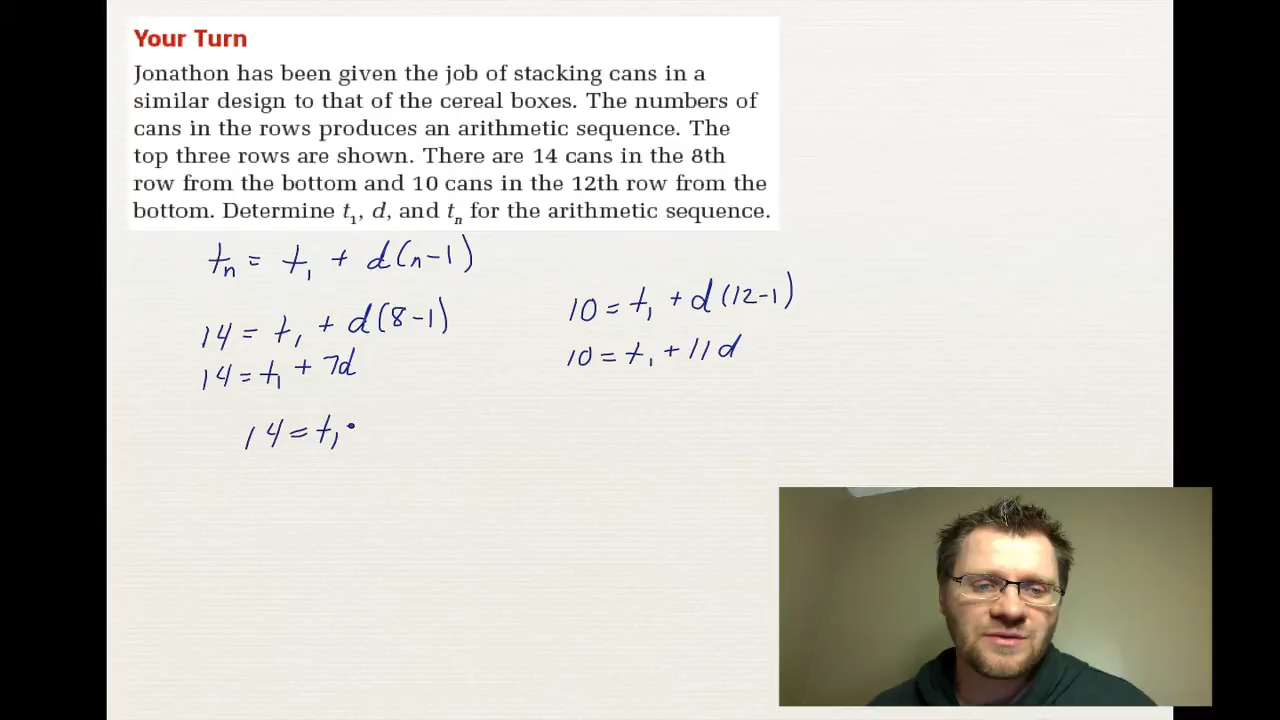 Your Turn
Jonathon has been given the job of stacking cans in a
similar design to that of the cereal boxes. The numbers of
cans in the rows produces an arithmetic sequence. The
top three rows are shown. There are 14 cans in the 8th
row from the bottom and 10 cans in the 12th row from the
bottom. Determine t₁, d, and tₙ for the arithmetic sequence.
tₙ = t₁ + d(n-1)
14 = t₁ + d(8-1)
14 = t₁ + 7d
14 = t₁
10 = t₁ + d(12-1)
10 = t₁ + 11d